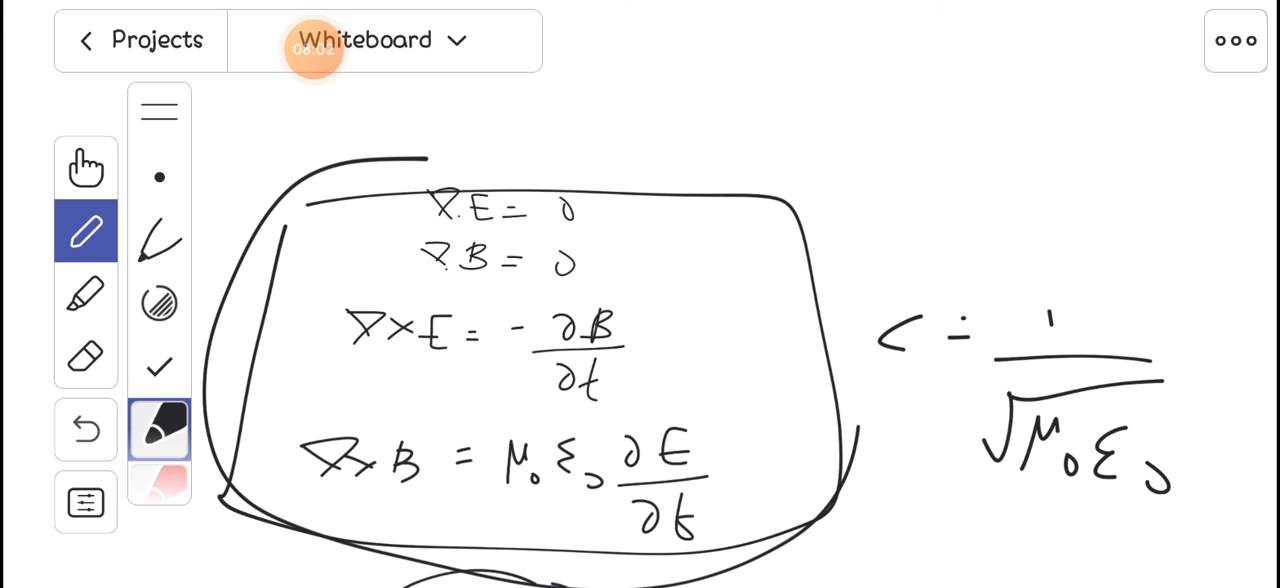 Projects
Whiteboard
08:02
∇.E = 0
∇.B = 0
∇×E = - ∂B/∂t
∇×B = μ₀ε₀ ∂E/∂t
c = 1/√μ₀ε₀